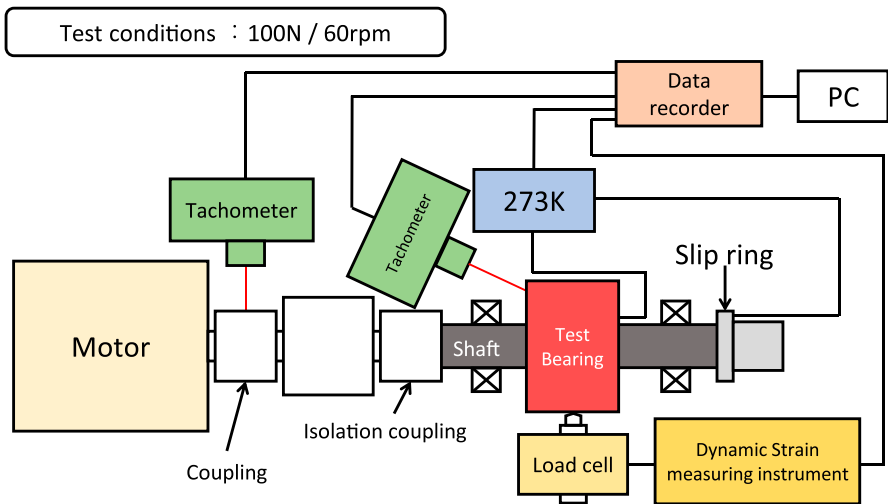 Test conditions ：100N / 60rpm
Data
recorder
PC
Tachometer
Tachometer
273K
Slip ring
Motor
Shaft
Test
Bearing
Isolation coupling
Coupling
Load cell
Dynamic Strain
measuring instrument